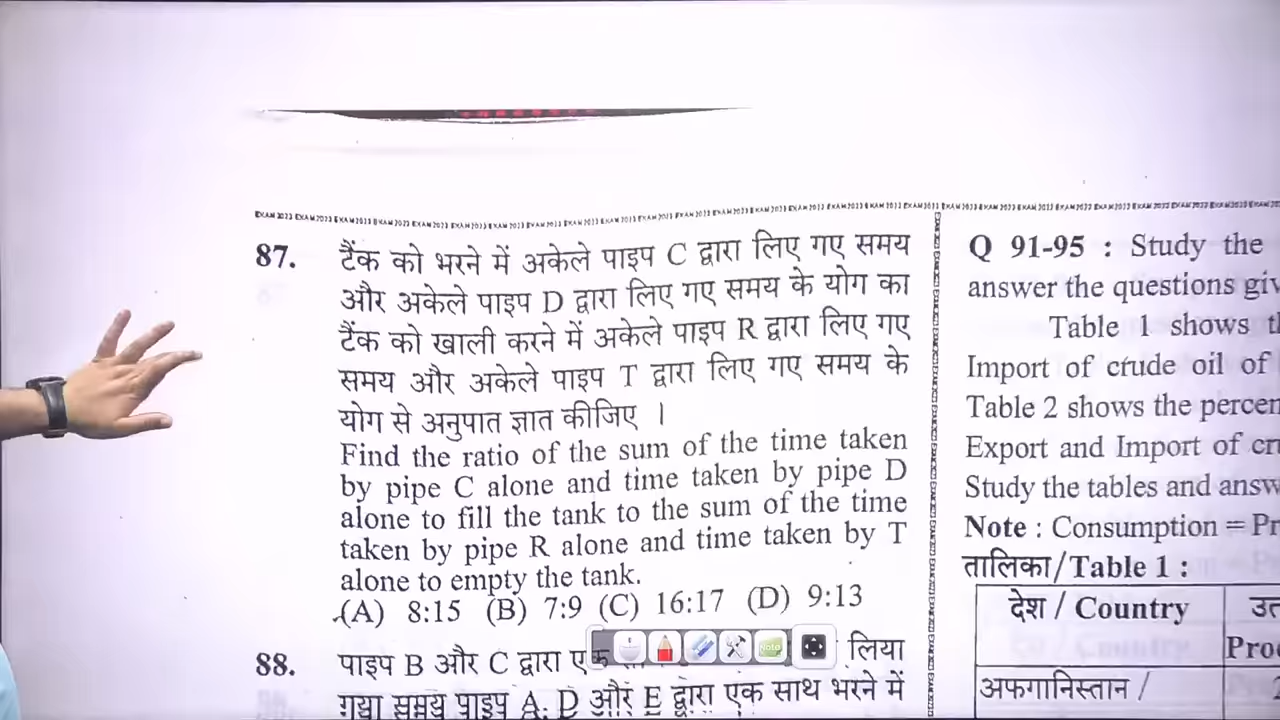 87. टैंक को भरने में अकेले पाइप C द्वारा लिए गए समय
और अकेले पाइप D द्वारा लिए गए समय के योग का
टैंक को खाली करने में अकेले पाइप R द्वारा लिए गए
समय और अकेले पाइप T द्वारा लिए गए समय के
योग से अनुपात ज्ञात कीजिए ।
Find the ratio of the sum of the time taken
by pipe C alone and time taken by pipe D
alone to fill the tank to the sum of the time
taken by pipe R alone and time taken by T
alone to empty the tank.
(A) 8:15 (B) 7:9 (C) 16:17 (D) 9:13
88. पाइप B और C द्वारा लिया
गया समय पाइप A, D और E द्वारा एक साथ भरने में
Q 91-95 : Study the
answer the questions
Table 1 shows
Import of crude oil of
Table 2 shows the
Export and Import of
Study the tables and
Note : Consumption =
तालिका/Table 1 :
देश / Country
अफगानिस्तान /
Note